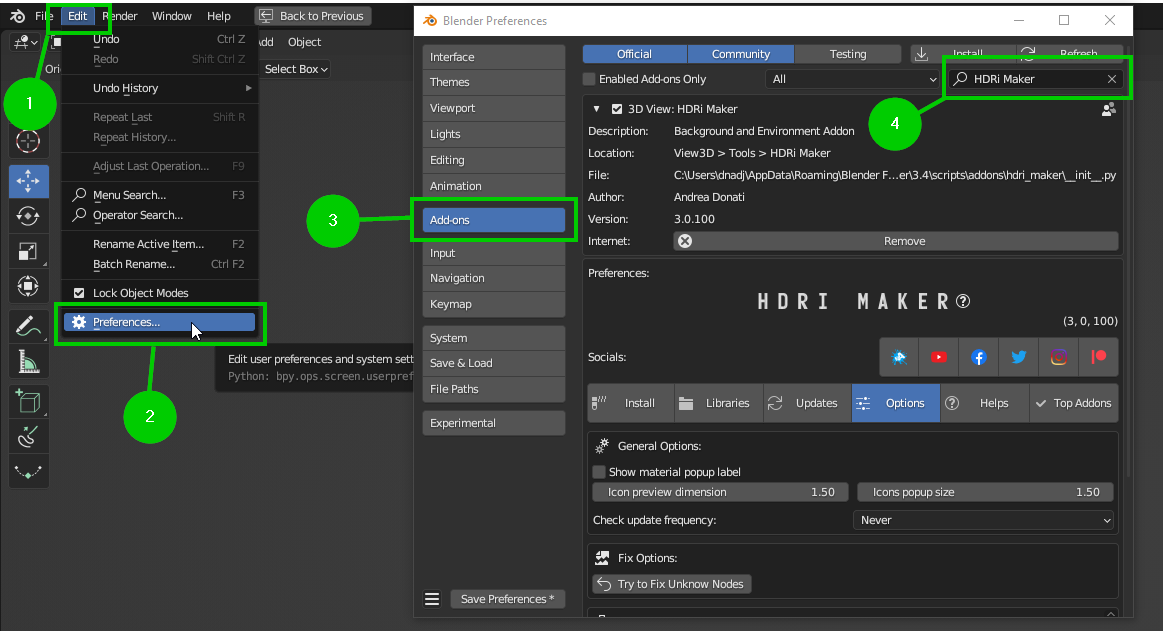 File Edit Render Window Help Back to Previous
Add Object
Select Box
1
Undo Ctrl Z
Redo Shift Ctrl Z
Undo History
Repeat Last Shift R
Repeat History...
Adjust Last Operation... F9
Menu Search... F3
Operator Search...
Rename Active Item... F2
Batch Rename... Ctrl F2
Lock Object Modes
Preferences...
Edit user preferences and system sett
Python: bpy.ops.screen.userpref
2
3
Blender Preferences
Interface
Themes
Viewport
Lights
Editing
Animation
Add-ons
Input
Navigation
Keymap
System
Save & Load
File Paths
Experimental
Save Preferences *
Official Community Testing Install... Refresh
Enabled Add-ons Only All HDRi Maker
4
3D View: HDRi Maker
Description: Background and Environment Addon
Location: View3D > Tools > HDRi Maker
File: C:\Users\dnadj\AppData\Roaming\Blender F...er\3.4\scripts\addons\hdri_maker\__init__.py
Author: Andrea Donati
Version: 3.0.100
Internet: Remove
Preferences:
HDRI MAKER
(3, 0, 100)
Socials:
Install Libraries Updates Options Helps Top Addons
General Options:
Show material popup label
Icon preview dimension 1.50 Icons popup size 1.50
Check update frequency: Never
Fix Options:
Try to Fix Unknow Nodes